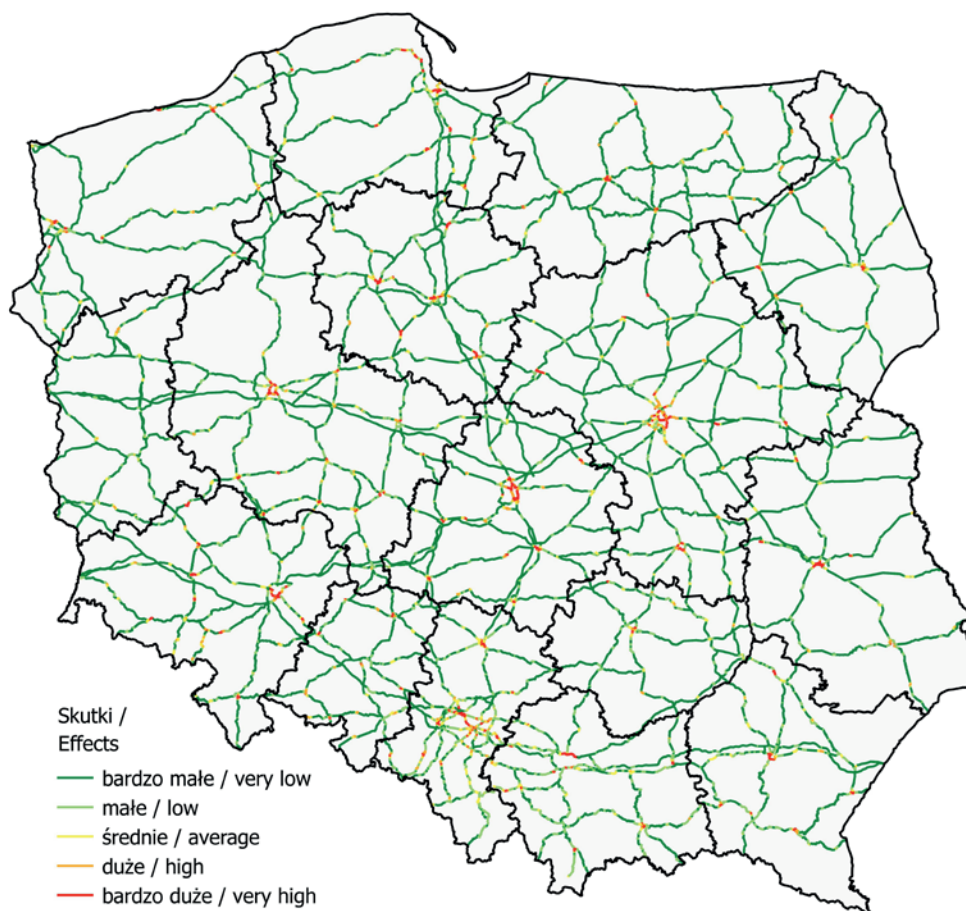 Skutki /
Effects
bardzo małe / very low
małe / low
średnie / average
duże / high
bardzo duże / very high